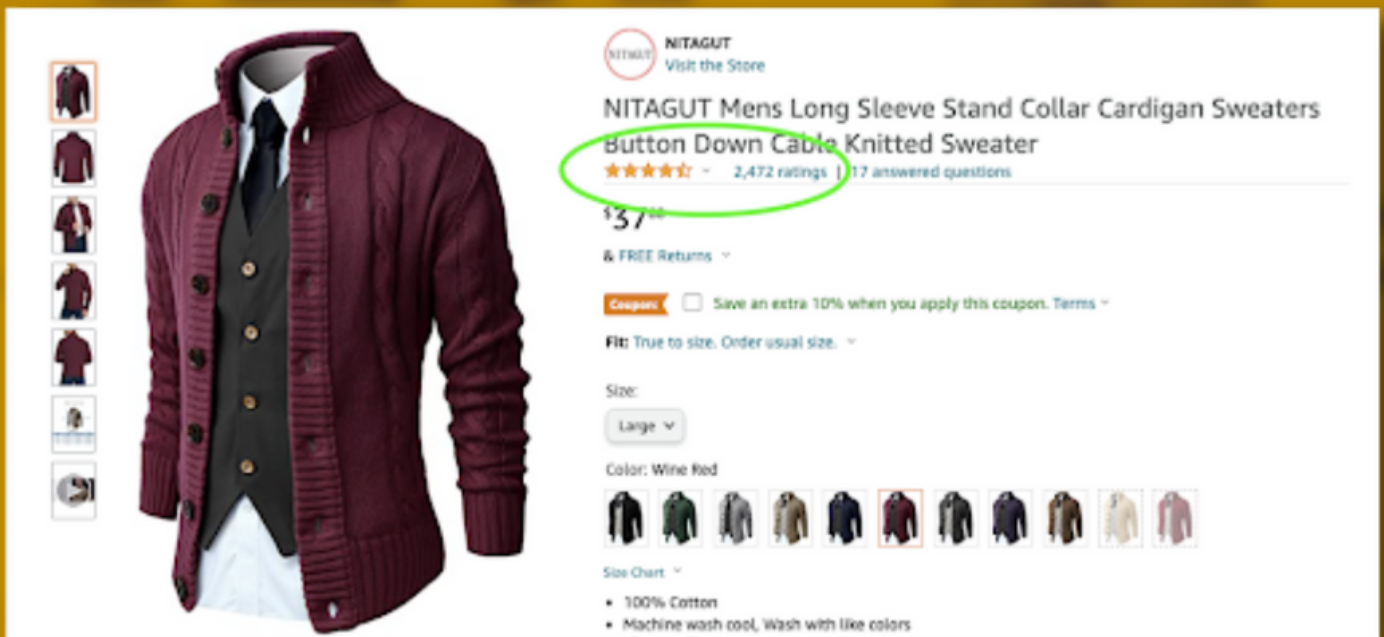 NITAGUT
NITAGUT
Visit the Store
NITAGUT Mens Long Sleeve Stand Collar Cardigan Sweaters
Button Down Cable Knitted Sweater
2,472 ratings | 17 answered questions
$37
& FREE Returns
Coupon: Save an extra 10% when you apply this coupon. Terms
Fit: True to size. Order usual size.
Size:
Large
Color: Wine Red
Size Chart
• 100% Cotton
• Machine wash cool, Wash with like colors